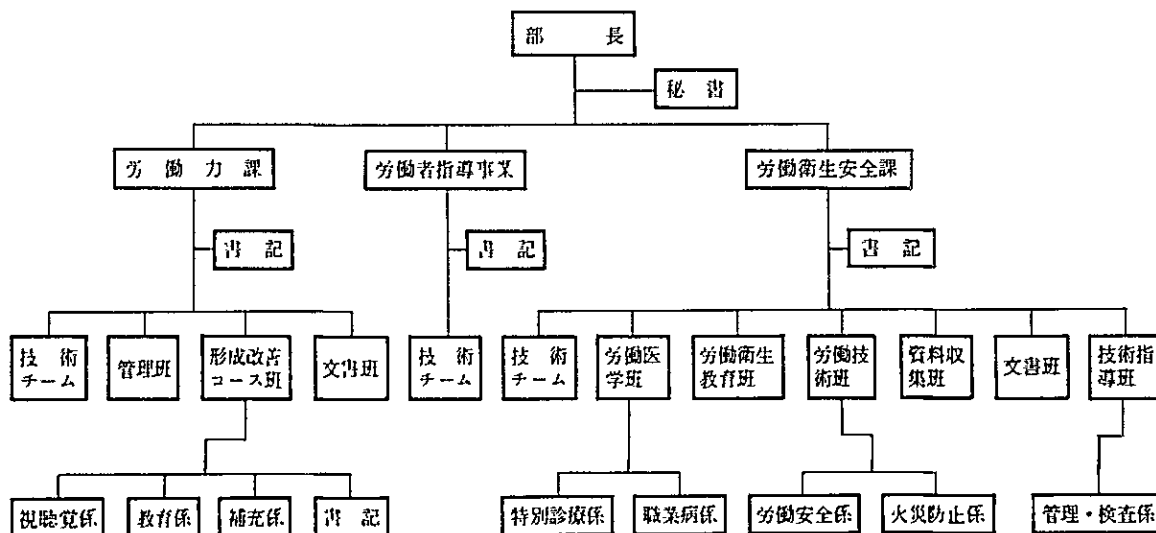 部長
秘書
労働力課
労働者指導事業
労働衛生安全課
書記
書記
書記
技術
チーム
管理班
形成改善
コース班
文書班
技術
チーム
技術
チーム
労働医
学班
労働衛生
教育班
労働技
術班
資料収
集班
文書班
技術指
導班
視聴覚係
教育係
補充係
書記
特別診療係
職業病係
労働安全係
火災防止係
管理・検査係